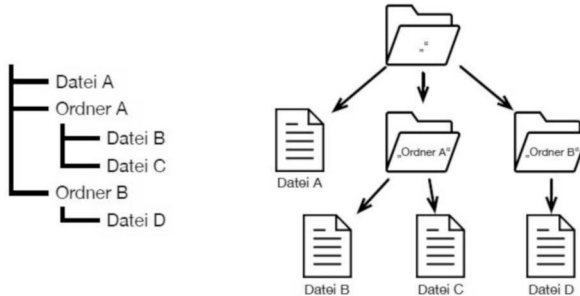 Datei A
Ordner A
Datei B
Datei C
Ordner B
Datei D
„“
Datei A
„Ordner A“
„Ordner B“
Datei B
Datei C
Datei D